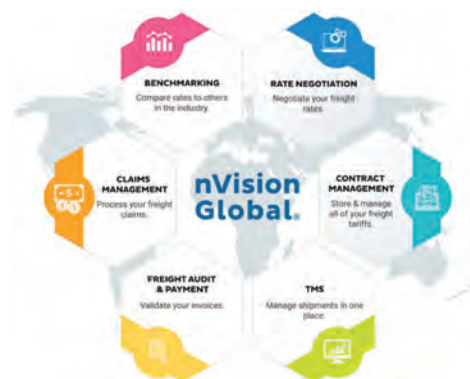 BENCHMARKING
Compare rates to others
in the industry.
RATE NEGOTIATION
Negotiate your freight
rates.
CLAIMS
MANAGEMENT
Process your freight
claims.
nVision
Global®
CONTRACT
MANAGEMENT
Store & manage
all of your freight
tariffs.
FREIGHT AUDIT
& PAYMENT
Validate your invoices.
TMS
Manage shipments in one
place.